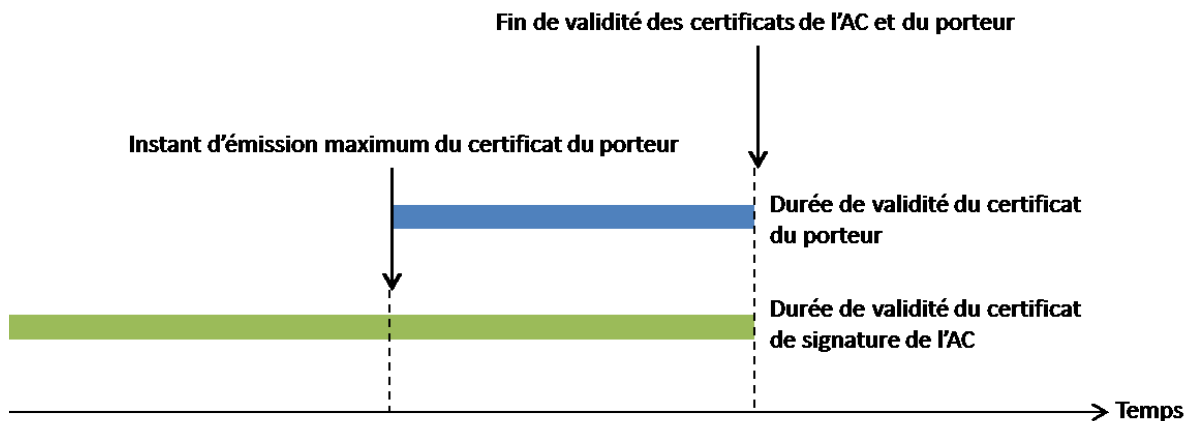 Fin de validité des certificats de l'AC et du porteur
Instant d'émission maximum du certificat du porteur
Durée de validité du certificat
du porteur
Durée de validité du certificat
de signature de l'AC
Temps